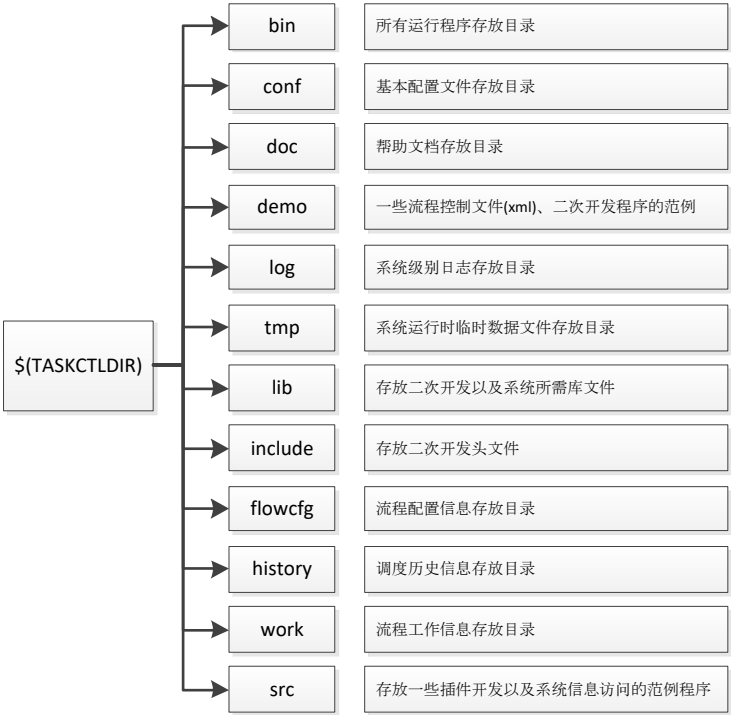 bin 所有运行程序存放目录
conf 基本配置文件存放目录
doc 帮助文档存放目录
demo 一些流程控制文件(xml)、二次开发程序的范例
log 系统级别日志存放目录
tmp 系统运行时临时数据文件存放目录
$(TASKCTLDIR)
lib 存放二次开发以及系统所需库文件
include 存放二次开发头文件
flowcfg 流程配置信息存放目录
history 调度历史信息存放目录
work 流程工作信息存放目录
src 存放一些插件开发以及系统信息访问的范例程序